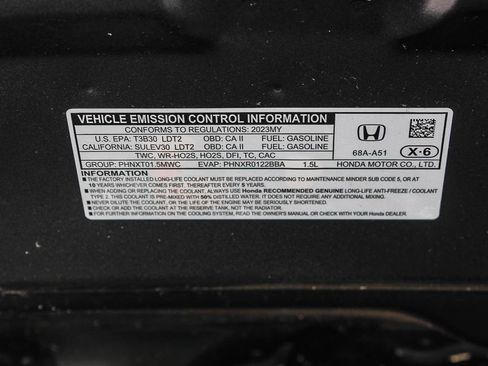 VEHICLE EMISSION CONTROL INFORMATION
CONFORMS TO REGULATIONS: 2023MY
U.S. EPA: T3B30 LDT2 OBD: CA II FUEL: GASOLINE
CALIFORNIA: SULEV30 LDT2 OBD: CA II FUEL: GASOLINE
TWC, WR-HO2S, HO2S, DFI, TC, CAC
GROUP: PHNXT01.5MWC EVAP: PHNXR0122BBA 1.5L
HONDA
68A-A51 X-6
HONDA MOTOR CO., LTD.
INFORMATION
■ THE FACTORY INSTALLED LONG-LIFE COOLANT MUST BE REPLACED ACCORDING TO MAINTENANCE MINDER SUB CODE 5, OR AT
10 YEARS WHICHEVER COMES FIRST. THEREAFTER EVERY 5 YEARS.
■ WHEN ADDING OR REPLACING THE COOLANT, ALWAYS USE Honda RECOMMENDED GENUINE LONG-LIFE ANTI-FREEZE / COOLANT
TYPE 2. THIS COOLANT IS PRE-MIXED WITH 50% DISTILLED WATER. IT DOES NOT REQUIRE ANY ADDITIONAL MIXING.
■ NEVER DILUTE THE COOLANT, OR THE LIFE OF THE ENGINE MAY BE SERIOUSLY SHORTENED.
■ CHECK OR ADD THE COOLANT AT THE RESERVE TANK, NOT THE RADIATOR.
■ FOR FURTHER INFORMATION ON THE COOLING SYSTEM, READ THE OWNER'S MANUAL OR CHECK WITH YOUR Honda DEALER.